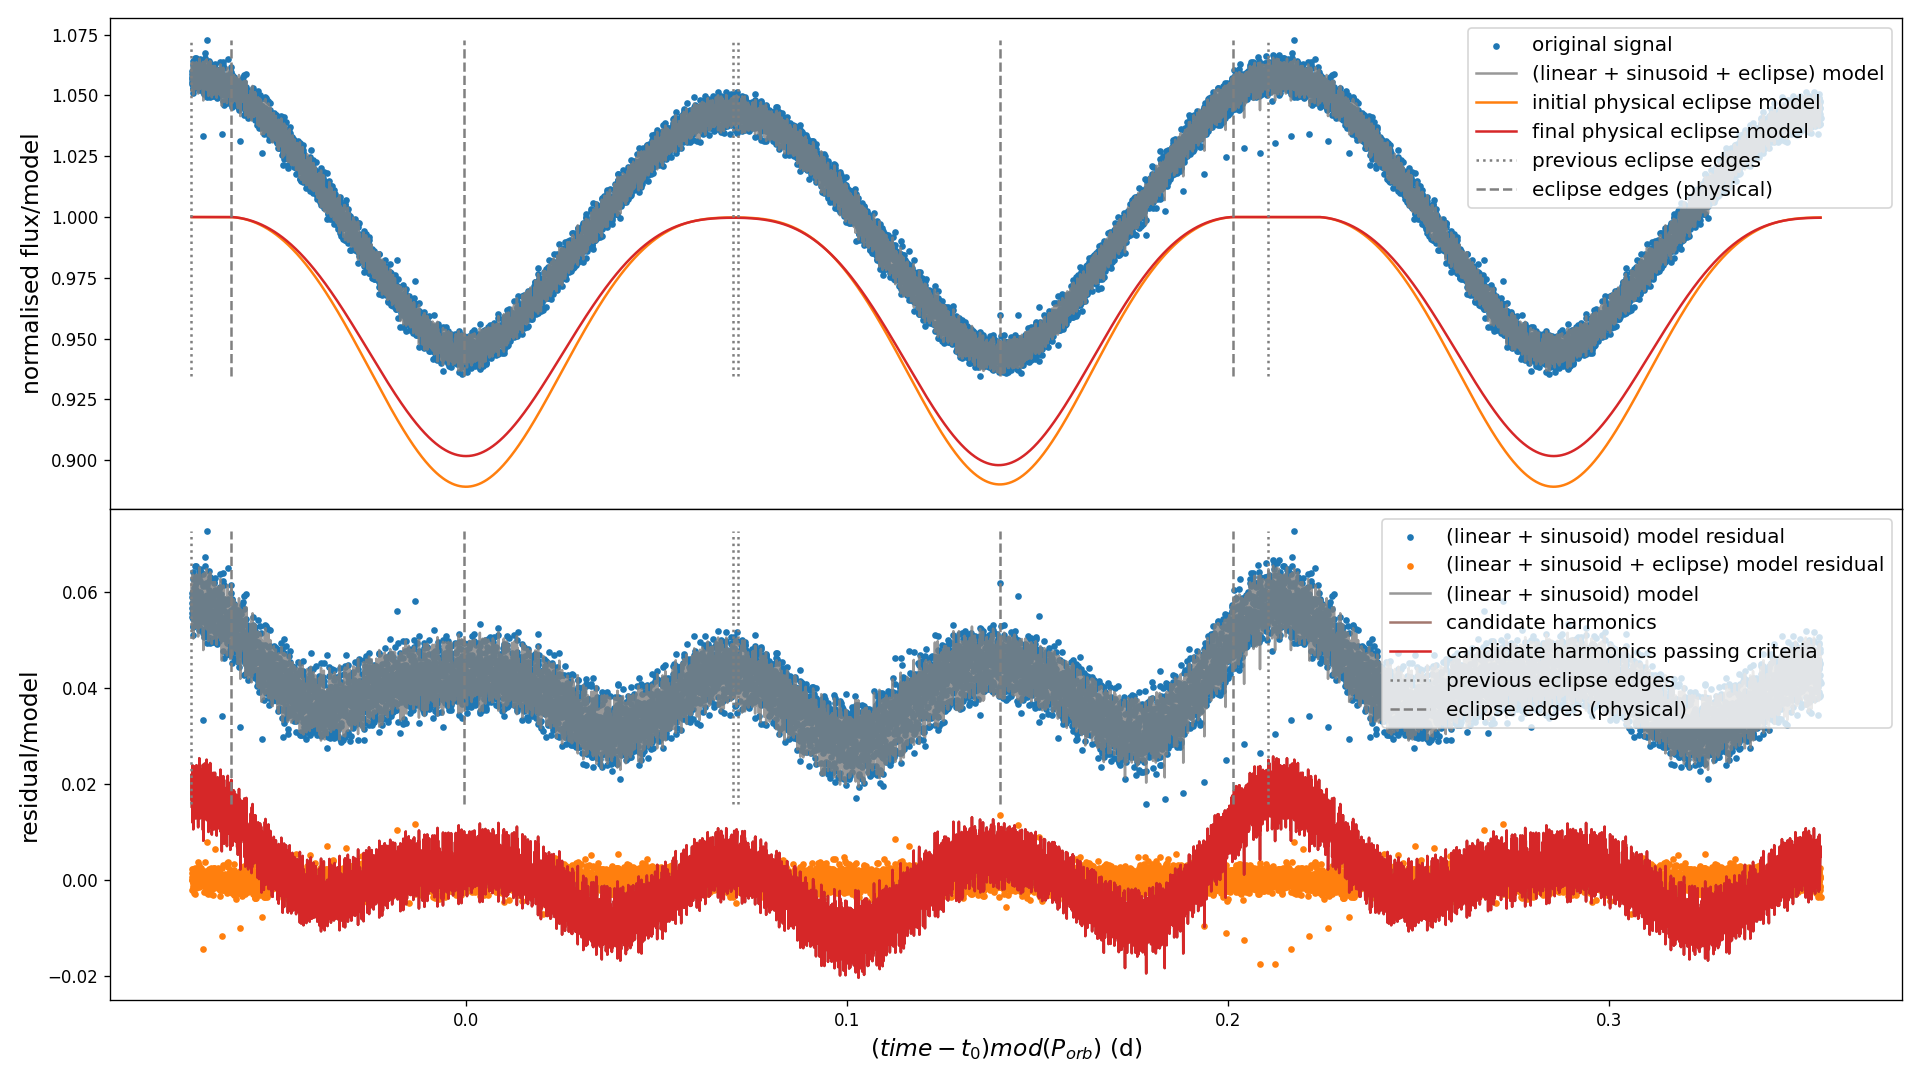 normalised flux/model
1.075
1.050
1.025
1.000
0.975
0.950
0.925
0.900
original signal
(linear + sinusoid + eclipse) model
initial physical eclipse model
final physical eclipse model
previous eclipse edges
eclipse edges (physical)
residual/model
0.06
0.04
0.02
0.00
−0.02
(linear + sinusoid) model residual
(linear + sinusoid + eclipse) model residual
(linear + sinusoid) model
candidate harmonics
candidate harmonics passing criteria
previous eclipse edges
eclipse edges (physical)
0.0 0.1 0.2 0.3
(time − t₀)mod(P_orb) (d)